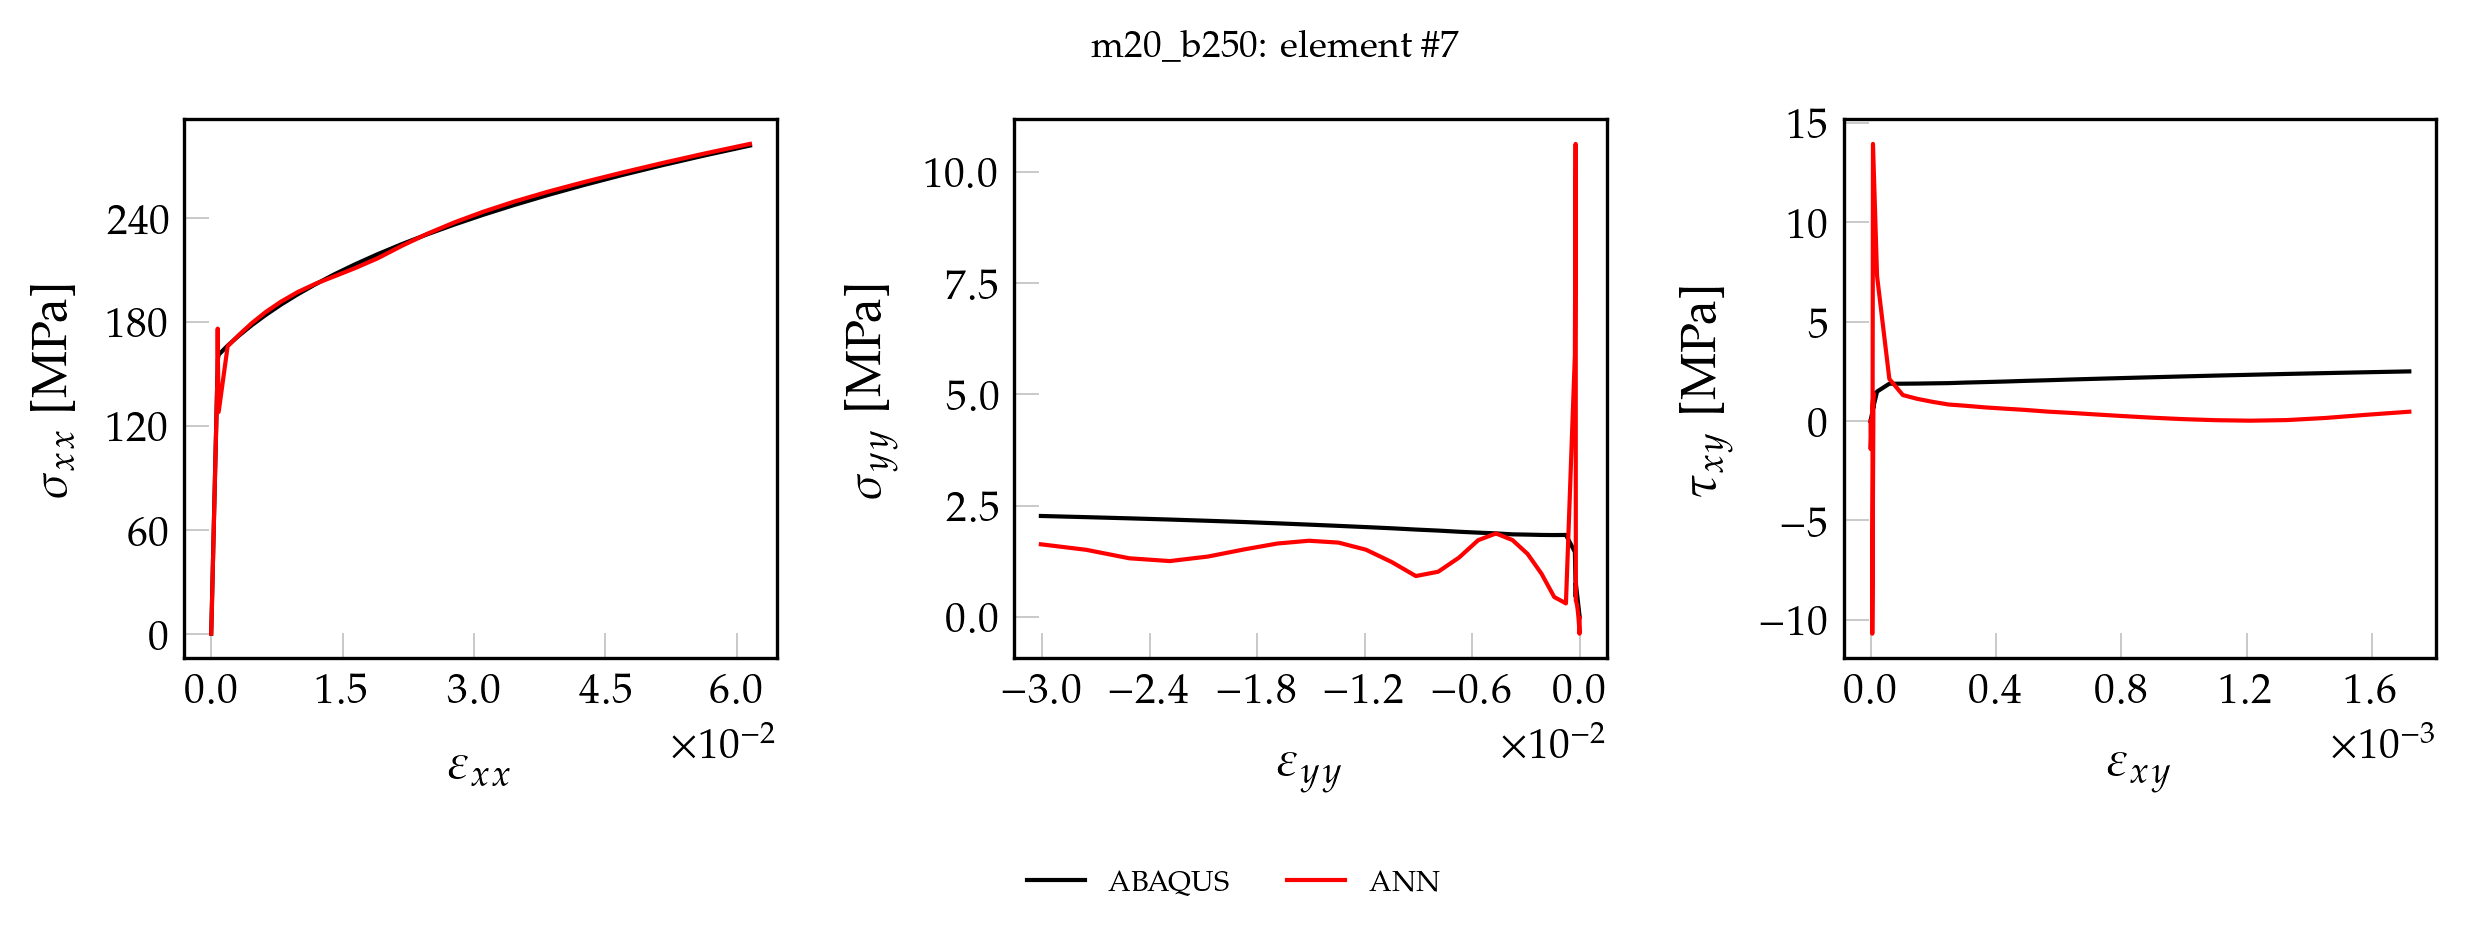 m20_b250: element #7
σxx [MPa]
240
180
120
60
0
0.0 1.5 3.0 4.5 6.0
×10−2
εxx
σyy [MPa]
10.0
7.5
5.0
2.5
0.0
−3.0 −2.4 −1.8 −1.2 −0.6 0.0
×10−2
εyy
τxy [MPa]
15
10
5
0
−5
−10
0.0 0.4 0.8 1.2 1.6
×10−3
εxy
ABAQUS ANN